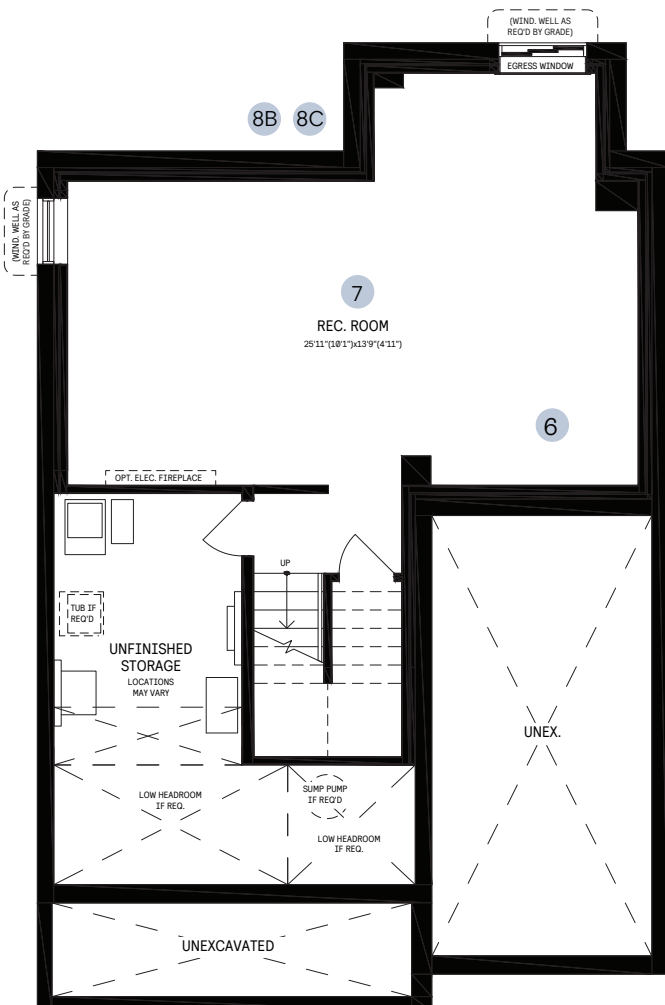 (WIND. WELL AS
REQ'D BY GRADE)
EGRESS WINDOW
8B 8C
(WIND. WELL AS
REQ'D BY GRADE)
7
REC. ROOM
25'11"(10'1")x13'9"(4'11")
6
OPT. ELEC. FIREPLACE
UP
TUB IF
REQ'D
UNFINISHED
STORAGE
LOCATIONS
MAY VARY
UNEX.
LOW HEADROOM
IF REQ.
SUMP PUMP
IF REQ'D
LOW HEADROOM
IF REQ.
UNEXCAVATED